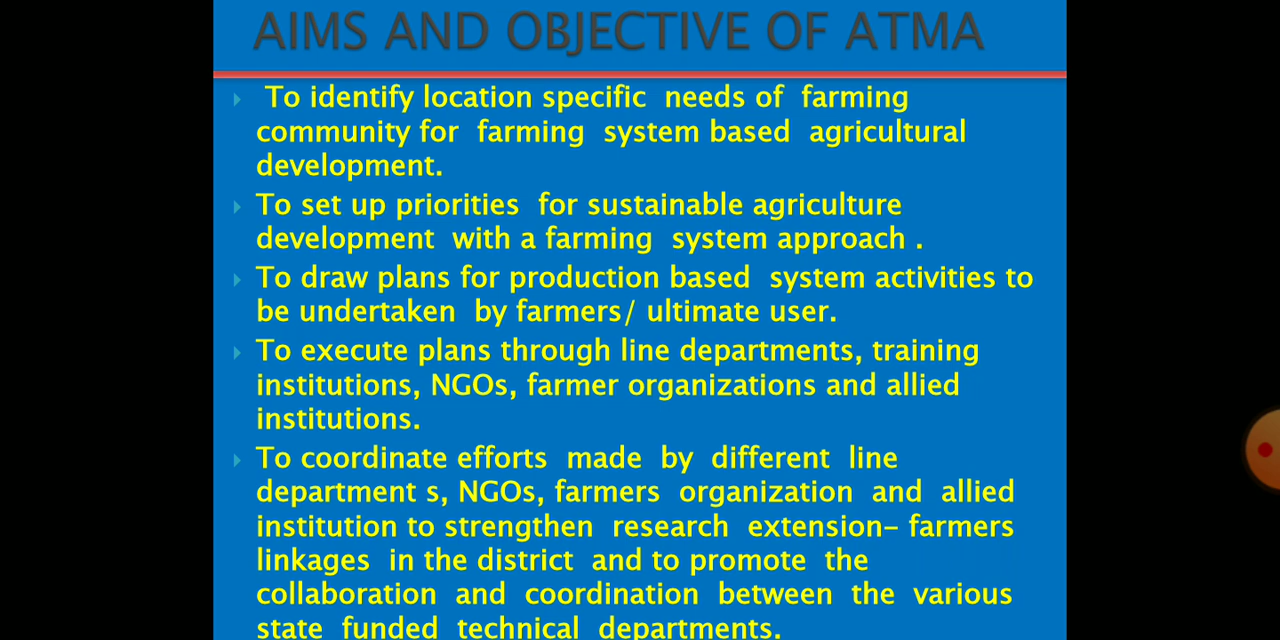 AIMS AND OBJECTIVE OF ATMA
To identify location specific needs of farming
community for farming system based agricultural
development.
To set up priorities for sustainable agriculture
development with a farming system approach .
To draw plans for production based system activities to
be undertaken by farmers/ ultimate user.
To execute plans through line departments, training
institutions, NGOs, farmer organizations and allied
institutions.
To coordinate efforts made by different line
department s, NGOs, farmers organization and allied
institution to strengthen research extension- farmers
linkages in the district and to promote the
collaboration and coordination between the various
state funded technical departments.